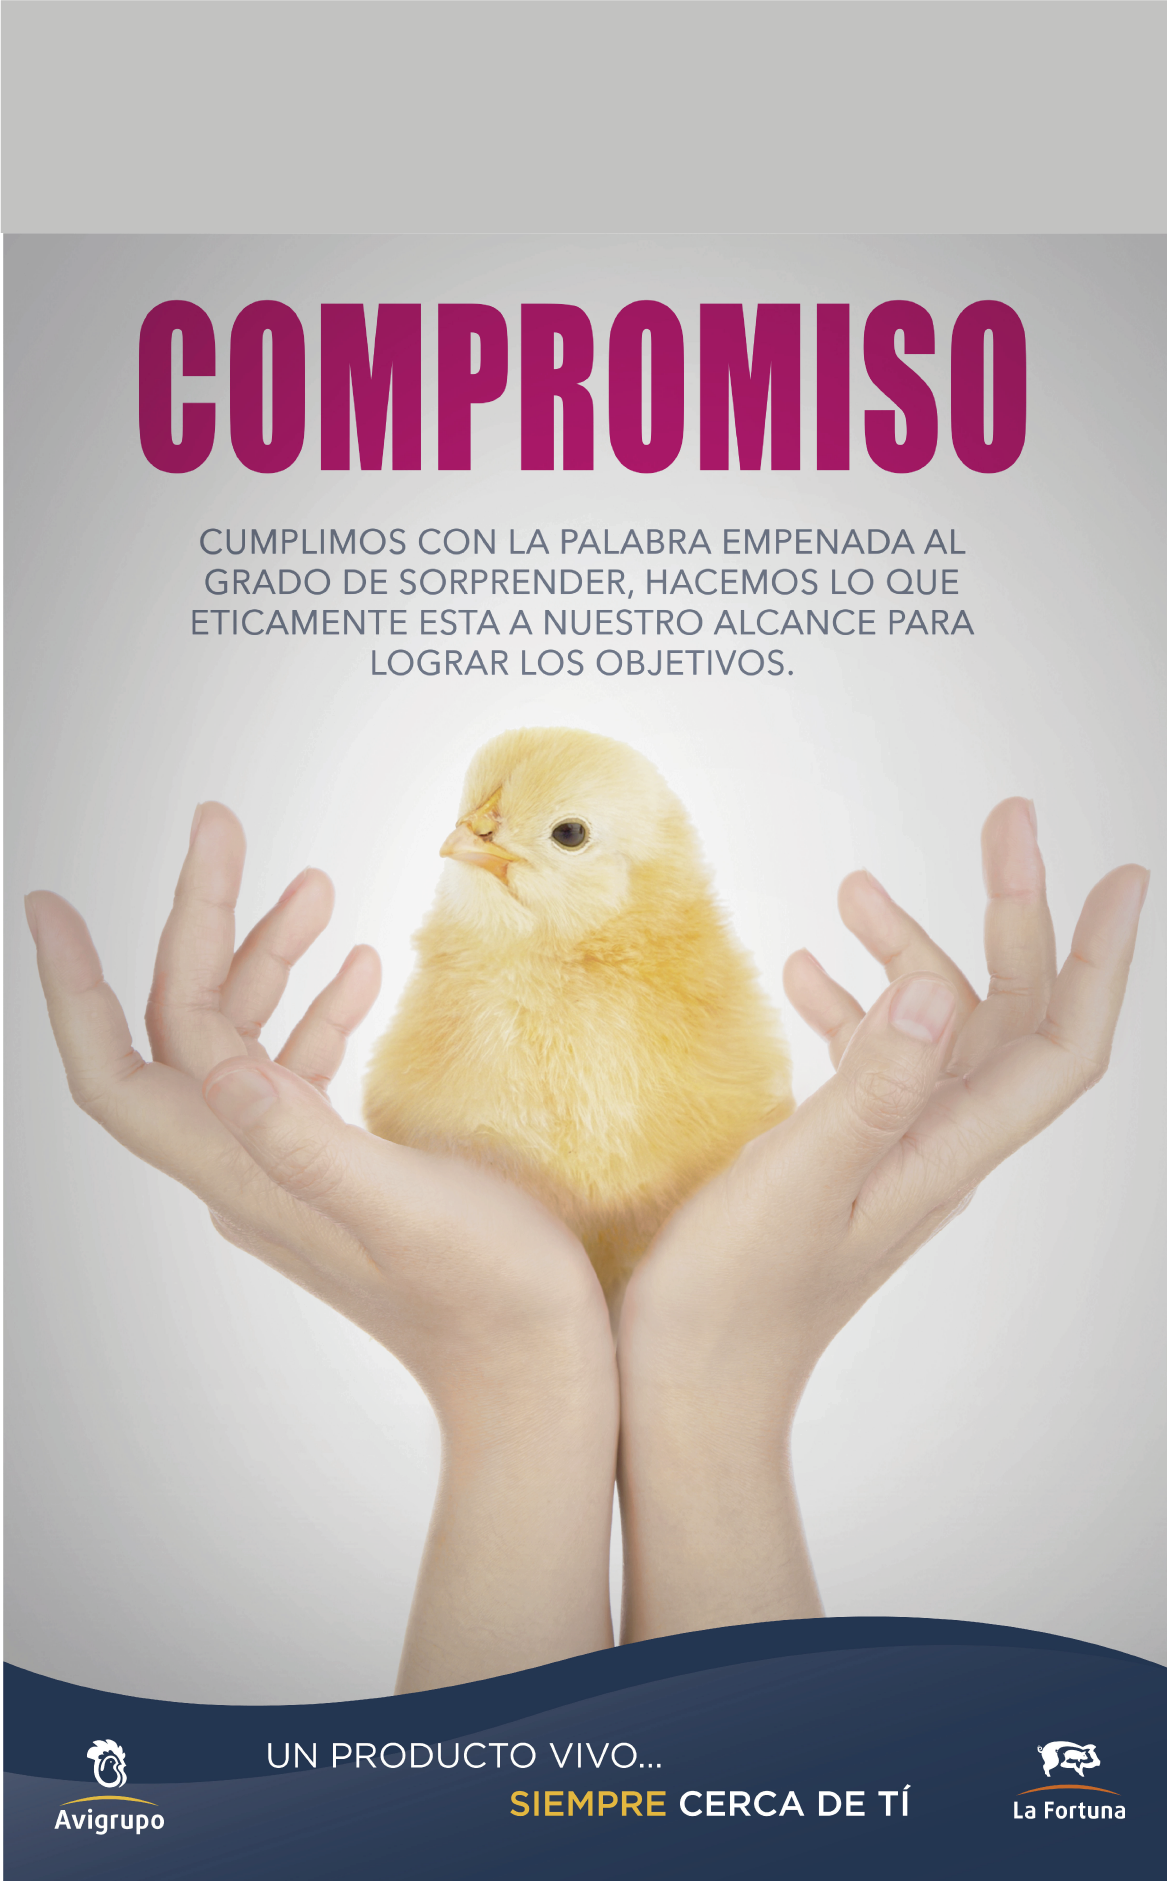 COMPROMISO
CUMPLIMOS CON LA PALABRA EMPENADA AL
GRADO DE SORPRENDER, HACEMOS LO QUE
ETICAMENTE ESTA A NUESTRO ALCANCE PARA
LOGRAR LOS OBJETIVOS.
UN PRODUCTO VIVO...
SIEMPRE CERCA DE TÍ
Avigrupo
La Fortuna